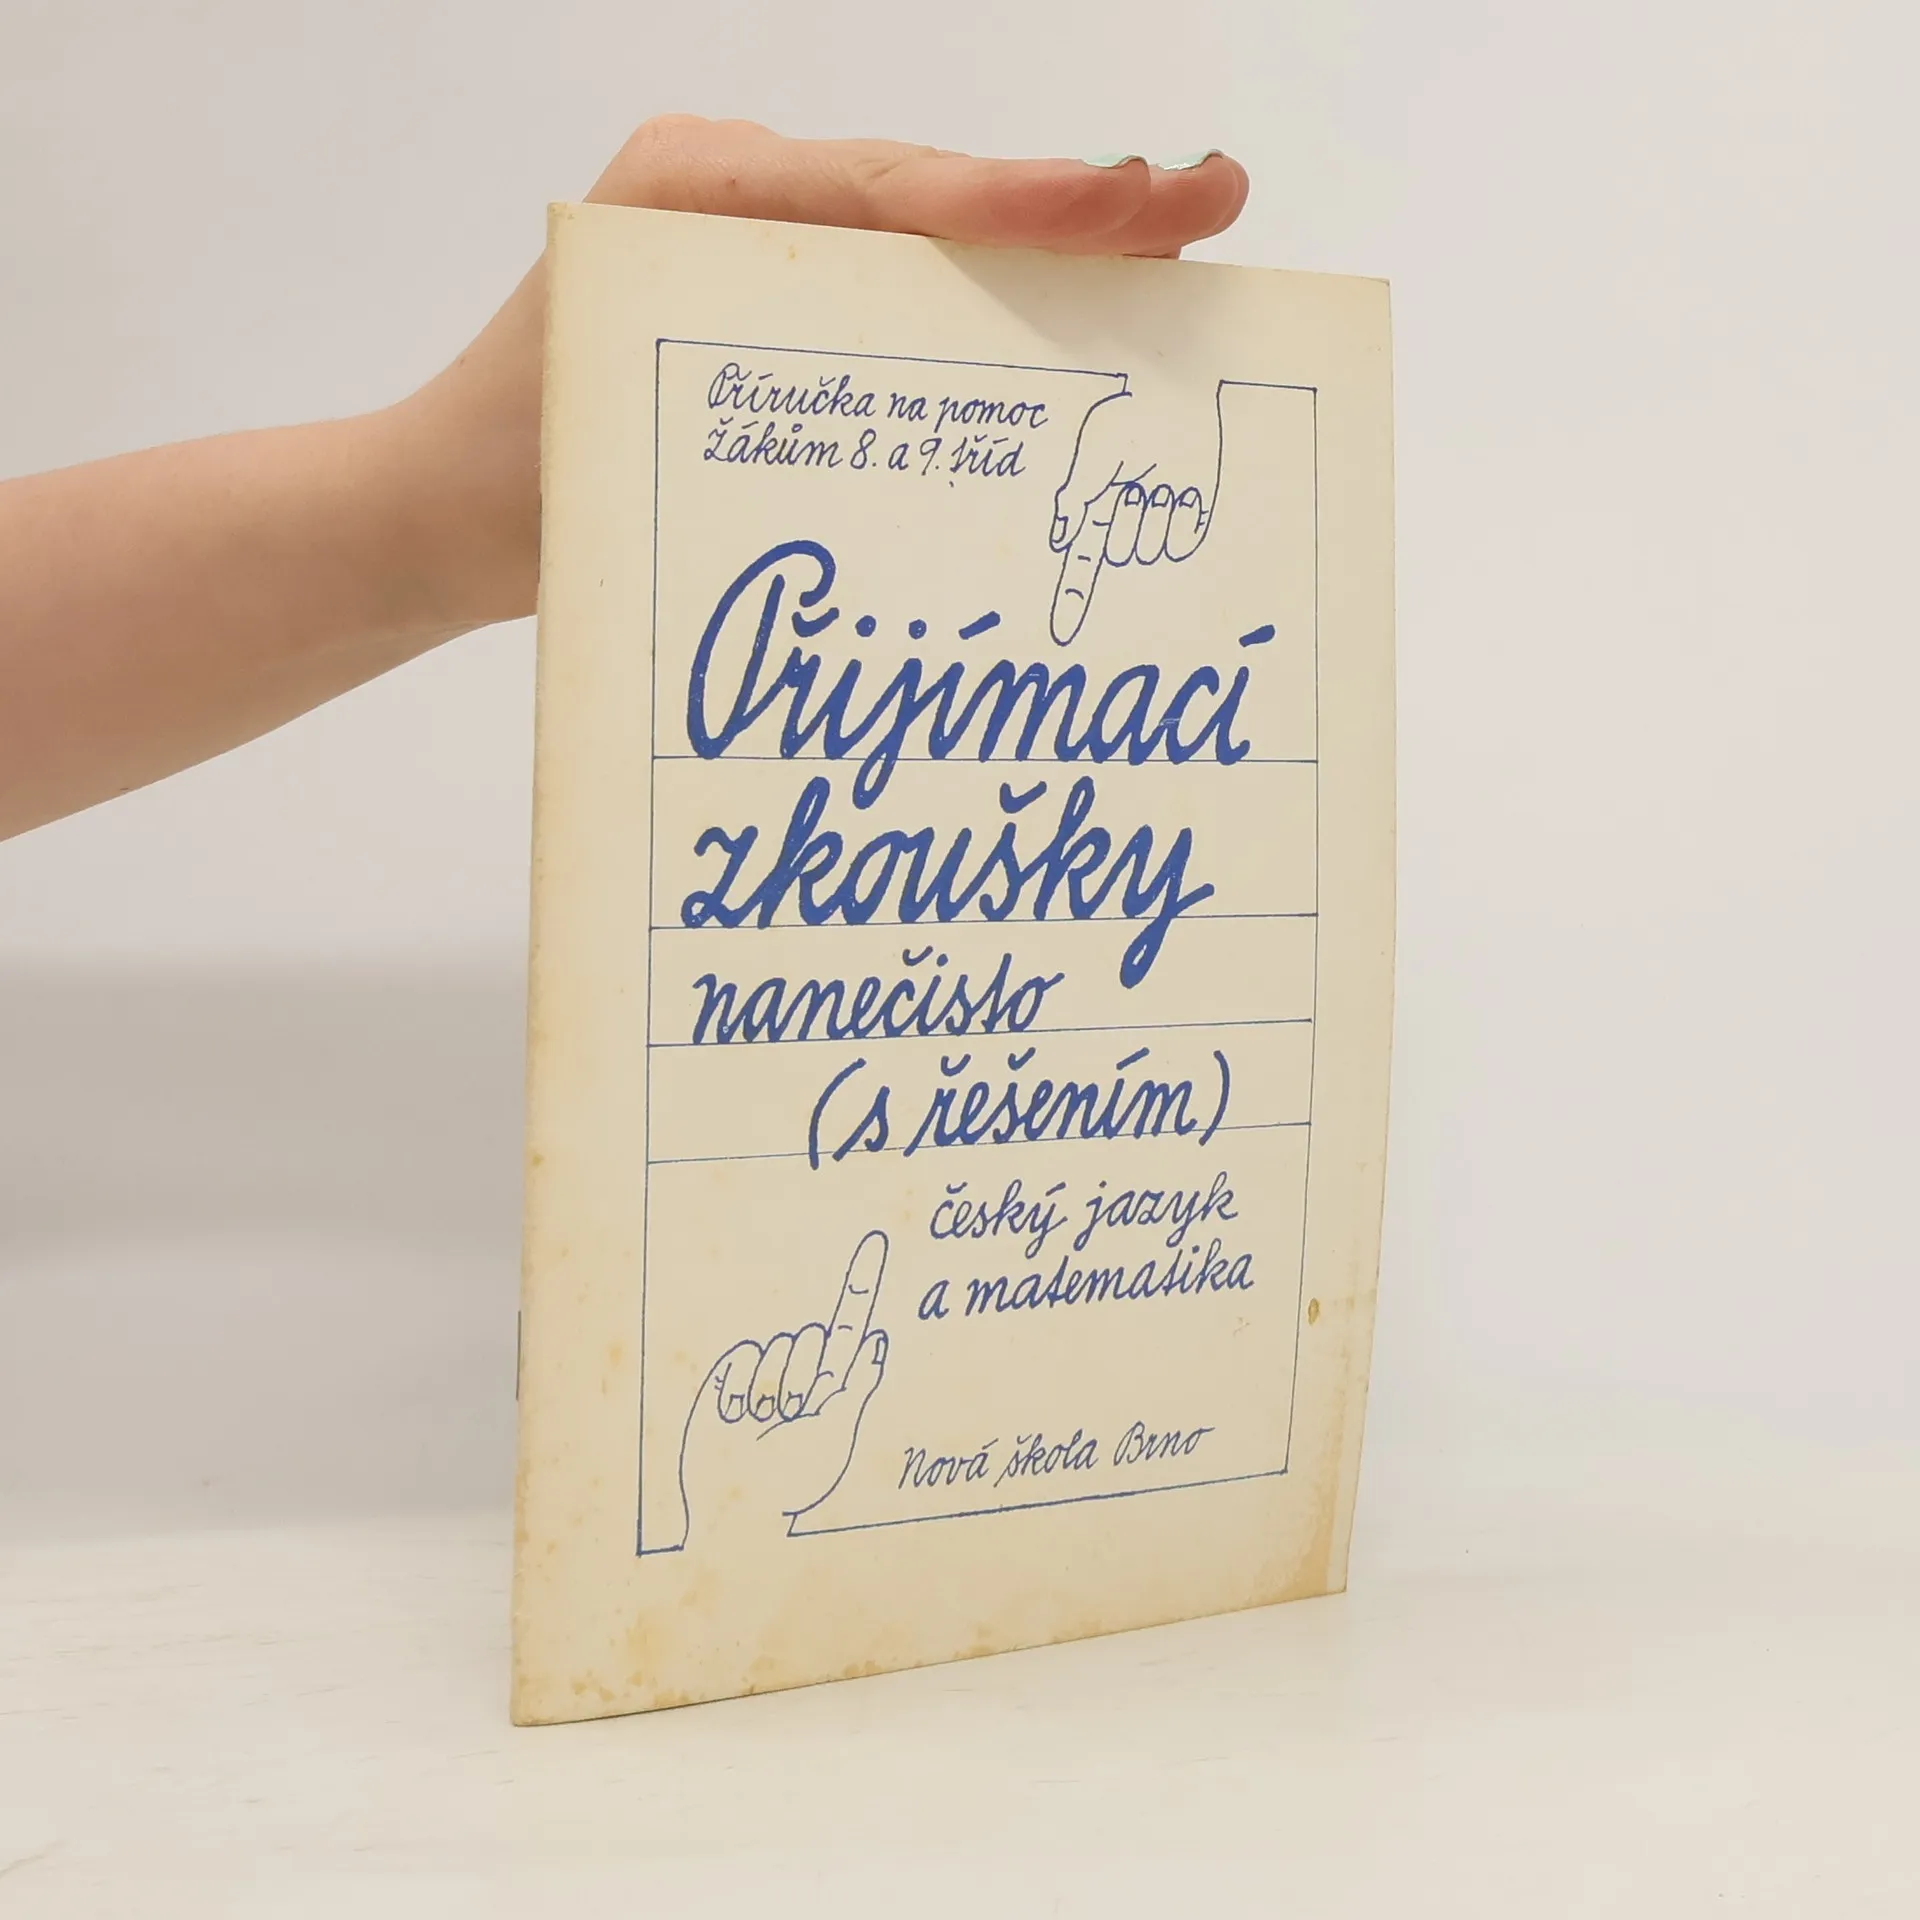 Příručka na pomoc
žákům 8. a 9. tříd
Přijímací
zkoušky
nanečisto
(s řešením)
český jazyk
a matematika
Nová škola Brno